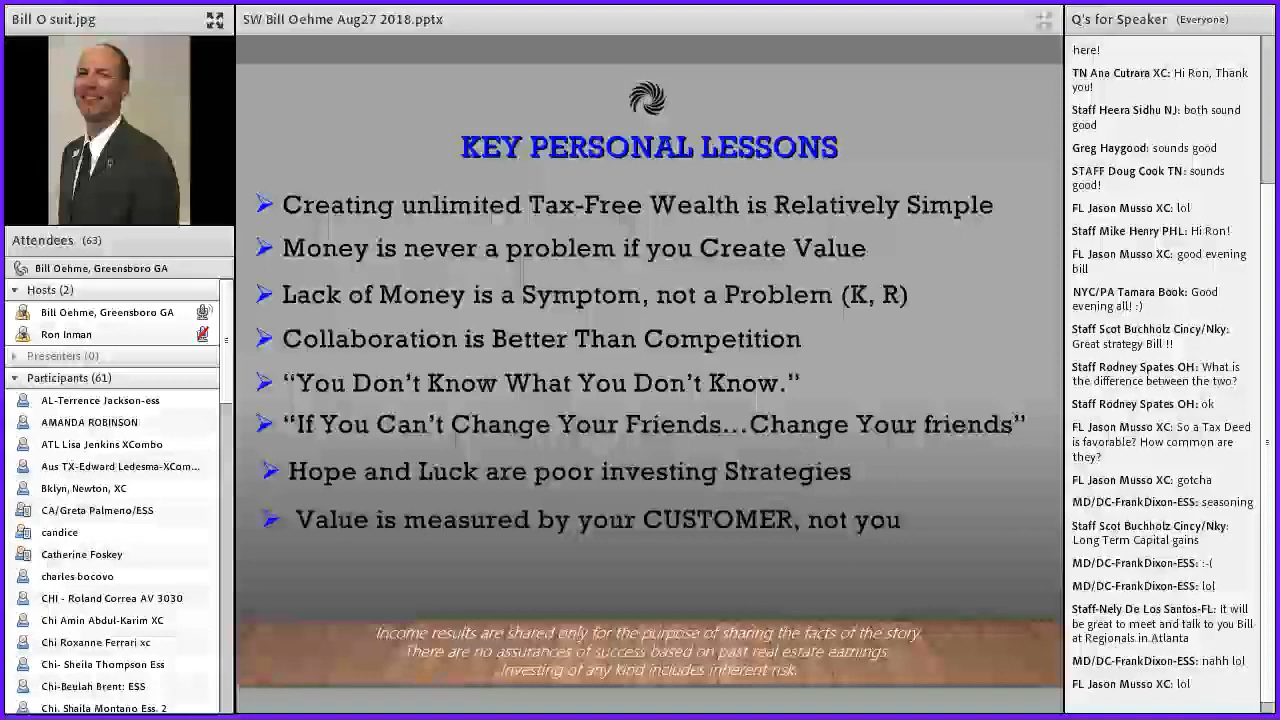 Bill O suit.jpg
Attendees (63)
Bill Oehme, Greensboro GA
Hosts (2)
Bill Oehme, Greensboro GA
Ron Inman
Presenters (0)
Participants (61)
AL-Terrence Jackson-ess
AMANDA ROBINSON
ATL Lisa Jenkins XCombo
Aus TX-Edward Ledesma-XCom...
Bklyn, Newton, XC
CA/Greta Palmeno/ESS
candice
Catherine Foskey
charles bocovo
CHI - Roland Correa AV 3030
Chi Amin Abdul-Karim XC
Chi Roxanne Ferrari xc
Chi- Sheila Thompson Ess
Chi-Beulah Brent: ESS
Chi. Shaila Montano Ess. 2
SW Bill Oehme Aug27 2018.pptx
KEY PERSONAL LESSONS
Creating unlimited Tax-Free Wealth is Relatively Simple
Money is never a problem if you Create Value
Lack of Money is a Symptom, not a Problem (K, R)
Collaboration is Better Than Competition
“You Don’t Know What You Don’t Know.”
“If You Can’t Change Your Friends...Change Your friends”
Hope and Luck are poor investing Strategies
Value is measured by your CUSTOMER, not you
Income results are shared only for the purpose of sharing the facts of the story.
There are no assurances of success based on past real estate earnings.
Investing of any kind includes inherent risk.
Q's for Speaker (Everyone)
here!
TN Ana Cutrara XC: Hi Ron, Thank
you!
Staff Heera Sidhu NJ: both sound
good
Greg Haygood: sounds good
STAFF Doug Cook TN: sounds
good!
FL Jason Musso XC: lol
Staff Mike Henry PHL: Hi Ron!
FL Jason Musso XC: good evening
bill
NYC/PA Tamara Book: Good
evening all! :)
Staff Scot Buchholz Cincy/Nky:
Great strategy Bill !!
Staff Rodney Spates OH: What is
the difference between the two?
Staff Rodney Spates OH: ok
FL Jason Musso XC: So a Tax Deed
is favorable? How common are
they?
FL Jason Musso XC: gotcha
MD/DC-FrankDixon-ESS: seasoning
Staff Scot Buchholz Cincy/Nky:
Long Term Capital gains
MD/DC-FrankDixon-ESS: :-(
MD/DC-FrankDixon-ESS: lol
Staff-Nely De Los Santos-FL: it will
be great to meet and talk to you Bill
at Regionals in Atlanta
MD/DC-FrankDixon-ESS: nahh lol
FL Jason Musso XC: lol